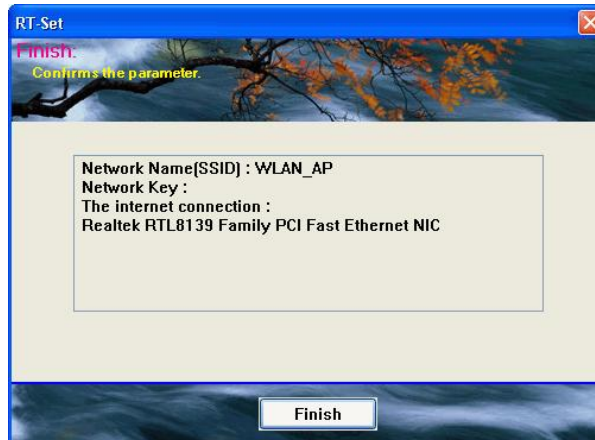 RT-Set
Finish:
Confirms the parameter.
Network Name(SSID) : WLAN_AP
Network Key :
The internet connection :
Realtek RTL8139 Family PCI Fast Ethernet NIC
Finish